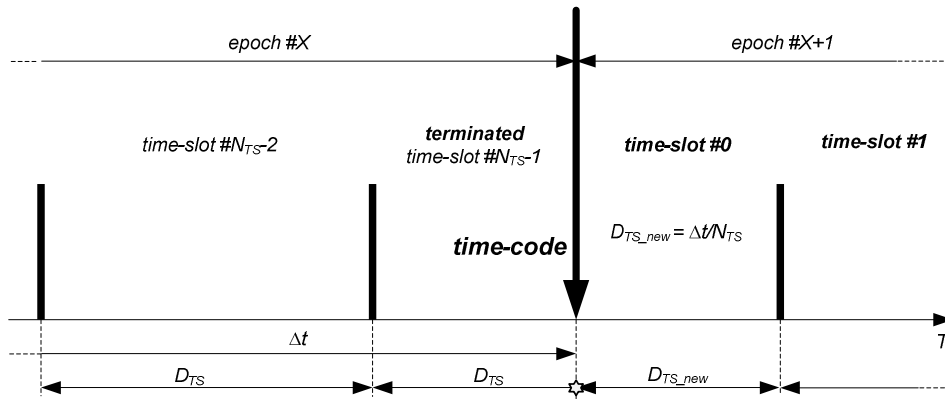 epoch #X
epoch #X+1
time-slot #N_TS-2
terminated
time-slot #N_TS-1
time-slot #0
time-slot #1
time-code
D_TS_new = Δt/N_TS
Δt
T
D_TS
D_TS
D_TS_new